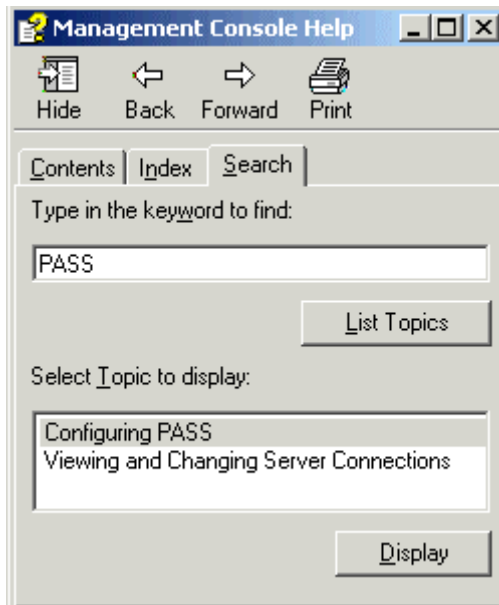 Management Console Help
Hide Back Forward Print
Contents Index Search
Type in the keyword to find:
PASS
List Topics
Select Topic to display:
Configuring PASS
Viewing and Changing Server Connections
Display